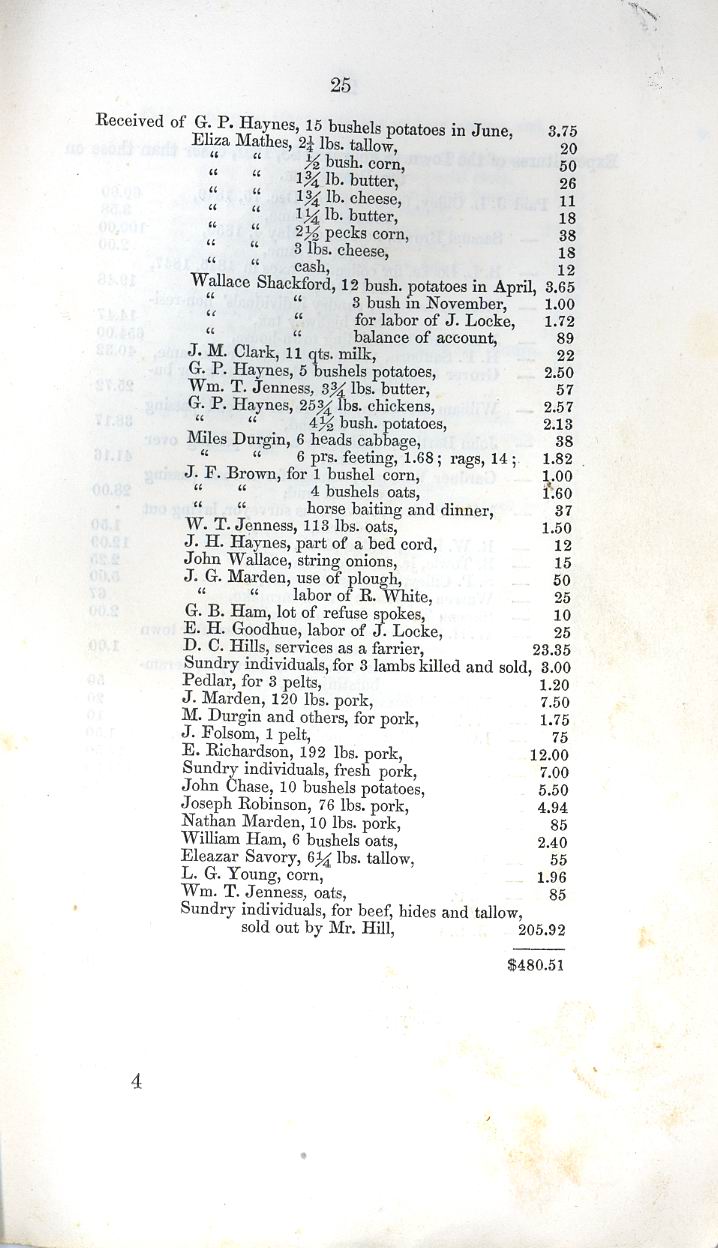 25
Received of G. P. Haynes, 15 bushels potatoes in June, 3.75
Eliza Mathes, 2¼ lbs. tallow, 20
“ “ ½ bush. corn, 50
“ “ 1¾ lb. butter, 26
“ “ 1¾ lb. cheese, 11
“ “ 1¼ lb. butter, 18
“ “ 2½ pecks corn, 38
“ “ 3 lbs. cheese, 18
“ “ cash, 12
Wallace Shackford, 12 bush. potatoes in April, 3.65
“ “ 3 bush in November, 1.00
“ “ for labor of J. Locke, 1.72
“ “ balance of account, 89
J. M. Clark, 11 qts. milk, 22
G. P. Haynes, 5 bushels potatoes, 2.50
Wm. T. Jenness, 3¾ lbs. butter, 57
G. P. Haynes, 25¾ lbs. chickens, 2.57
“ “ 4½ bush. potatoes, 2.13
Miles Durgin, 6 heads cabbage, 38
“ “ 6 prs. feeting, 1.68; rags, 14; 1.82
J. F. Brown, for 1 bushel corn, 1.00
“ “ 4 bushels oats, 1.60
“ “ horse baiting and dinner, 37
W. T. Jenness, 113 lbs. oats, 1.50
J. H. Haynes, part of a bed cord, 12
John Wallace, string onions, 15
J. G. Marden, use of plough, 50
“ “ labor of R. White, 25
G. B. Ham, lot of refuse spokes, 10
E. H. Goodhue, labor of J. Locke, 25
D. C. Hills, services as a farrier, 23.35
Sundry individuals, for 3 lambs killed and sold, 3.00
Pedlar, for 3 pelts, 1.20
J. Marden, 120 lbs. pork, 7.50
M. Durgin and others, for pork, 1.75
J. Folsom, 1 pelt, 75
E. Richardson, 192 lbs. pork, 12.00
Sundry individuals, fresh pork, 7.00
John Chase, 10 bushels potatoes, 5.50
Joseph Robinson, 76 lbs. pork, 4.94
Nathan Marden, 10 lbs. pork, 85
William Ham, 6 bushels oats, 2.40
Eleazar Savory, 6¼ lbs. tallow, 55
L. G. Young, corn, 1.96
Wm. T. Jenness, oats, 85
Sundry individuals, for beef, hides and tallow,
sold out by Mr. Hill, 205.92
$480.51
4